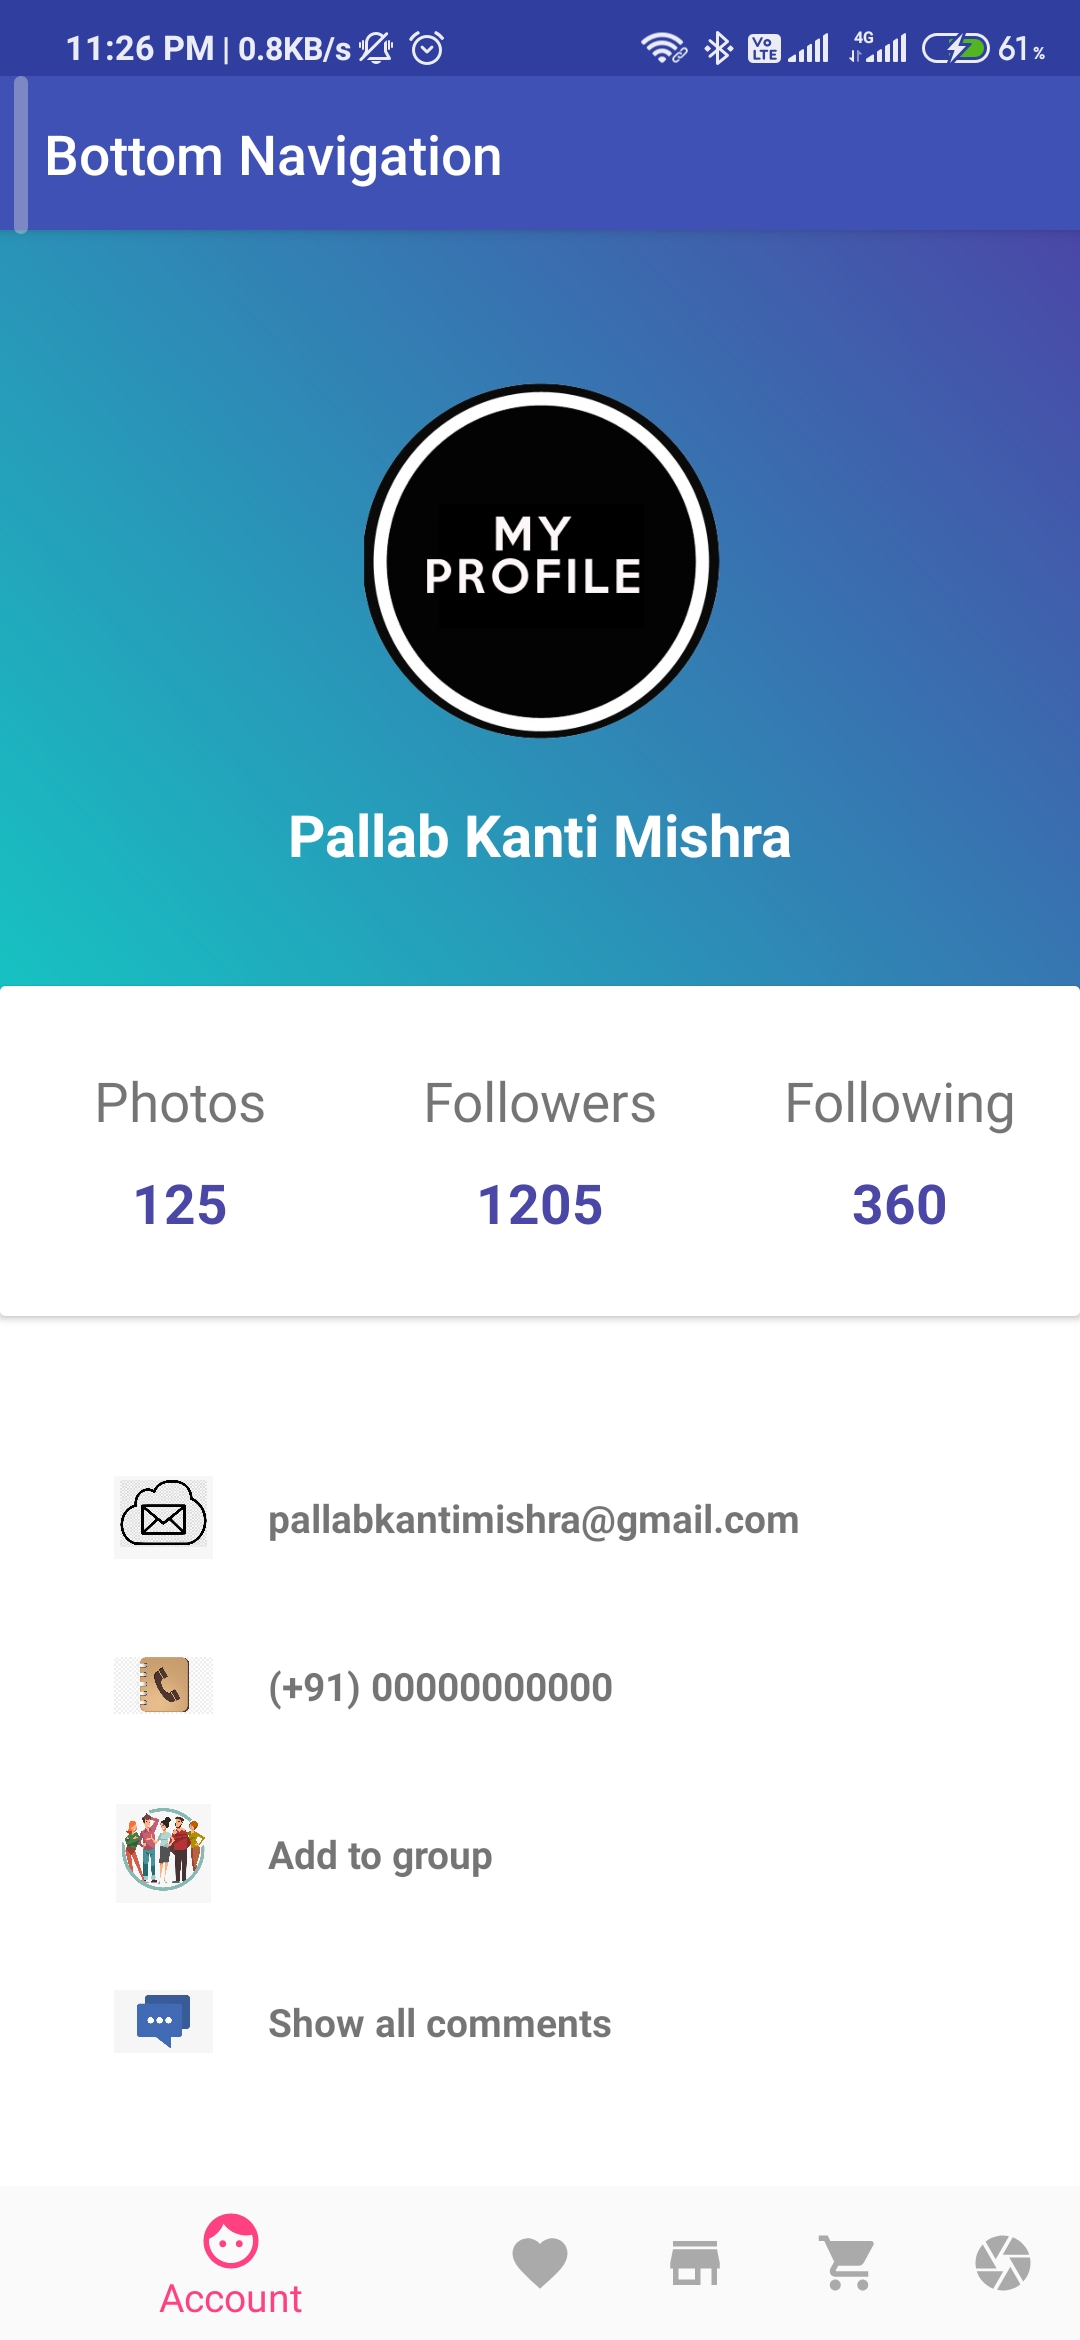 11:26 PM | 0.8KB/s Vo LTE 4G 61%
Bottom Navigation
MY
PROFILE
Pallab Kanti Mishra
Photos Followers Following
125 1205 360
pallabkantimishra@gmail.com
(+91) 00000000000
Add to group
Show all comments
Account